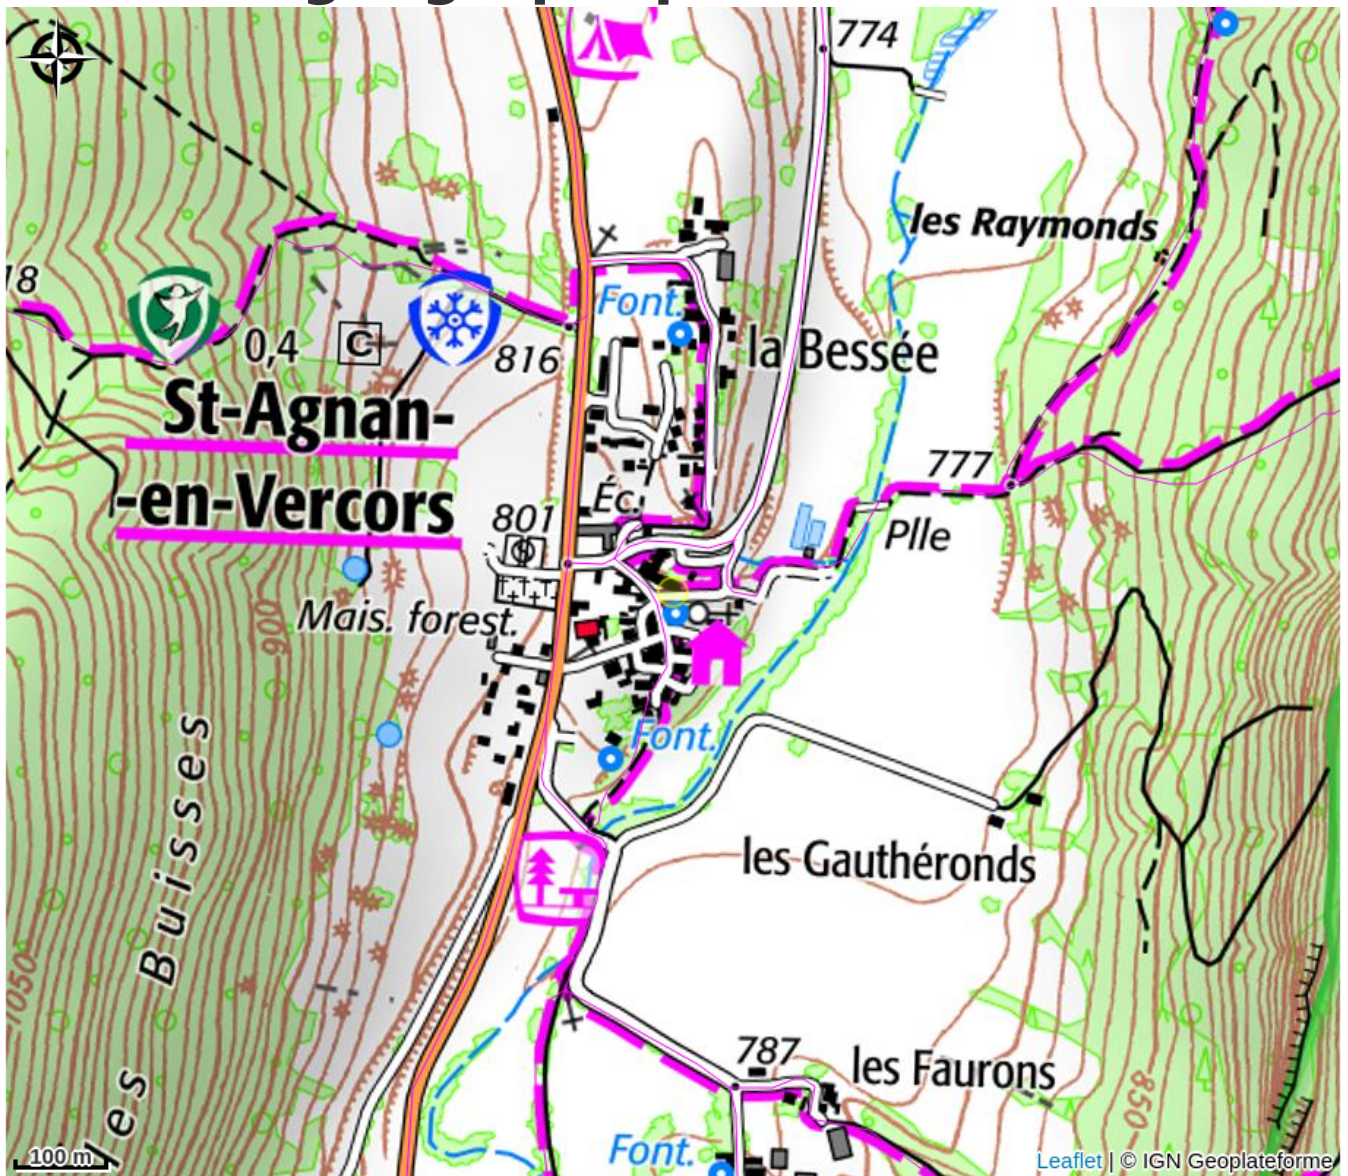 774
les Raymonds
18
Font.
0,4
C
816
la Bessée
St-Agnan-
-en-Vercors
777
Éc.
801
Plle
Mais. forest.
900
Font.
Buisses
les Gauthéronds
1050
787
les Faurons
850
les
Font.
100 m
Leaflet | © IGN Geoplateforme